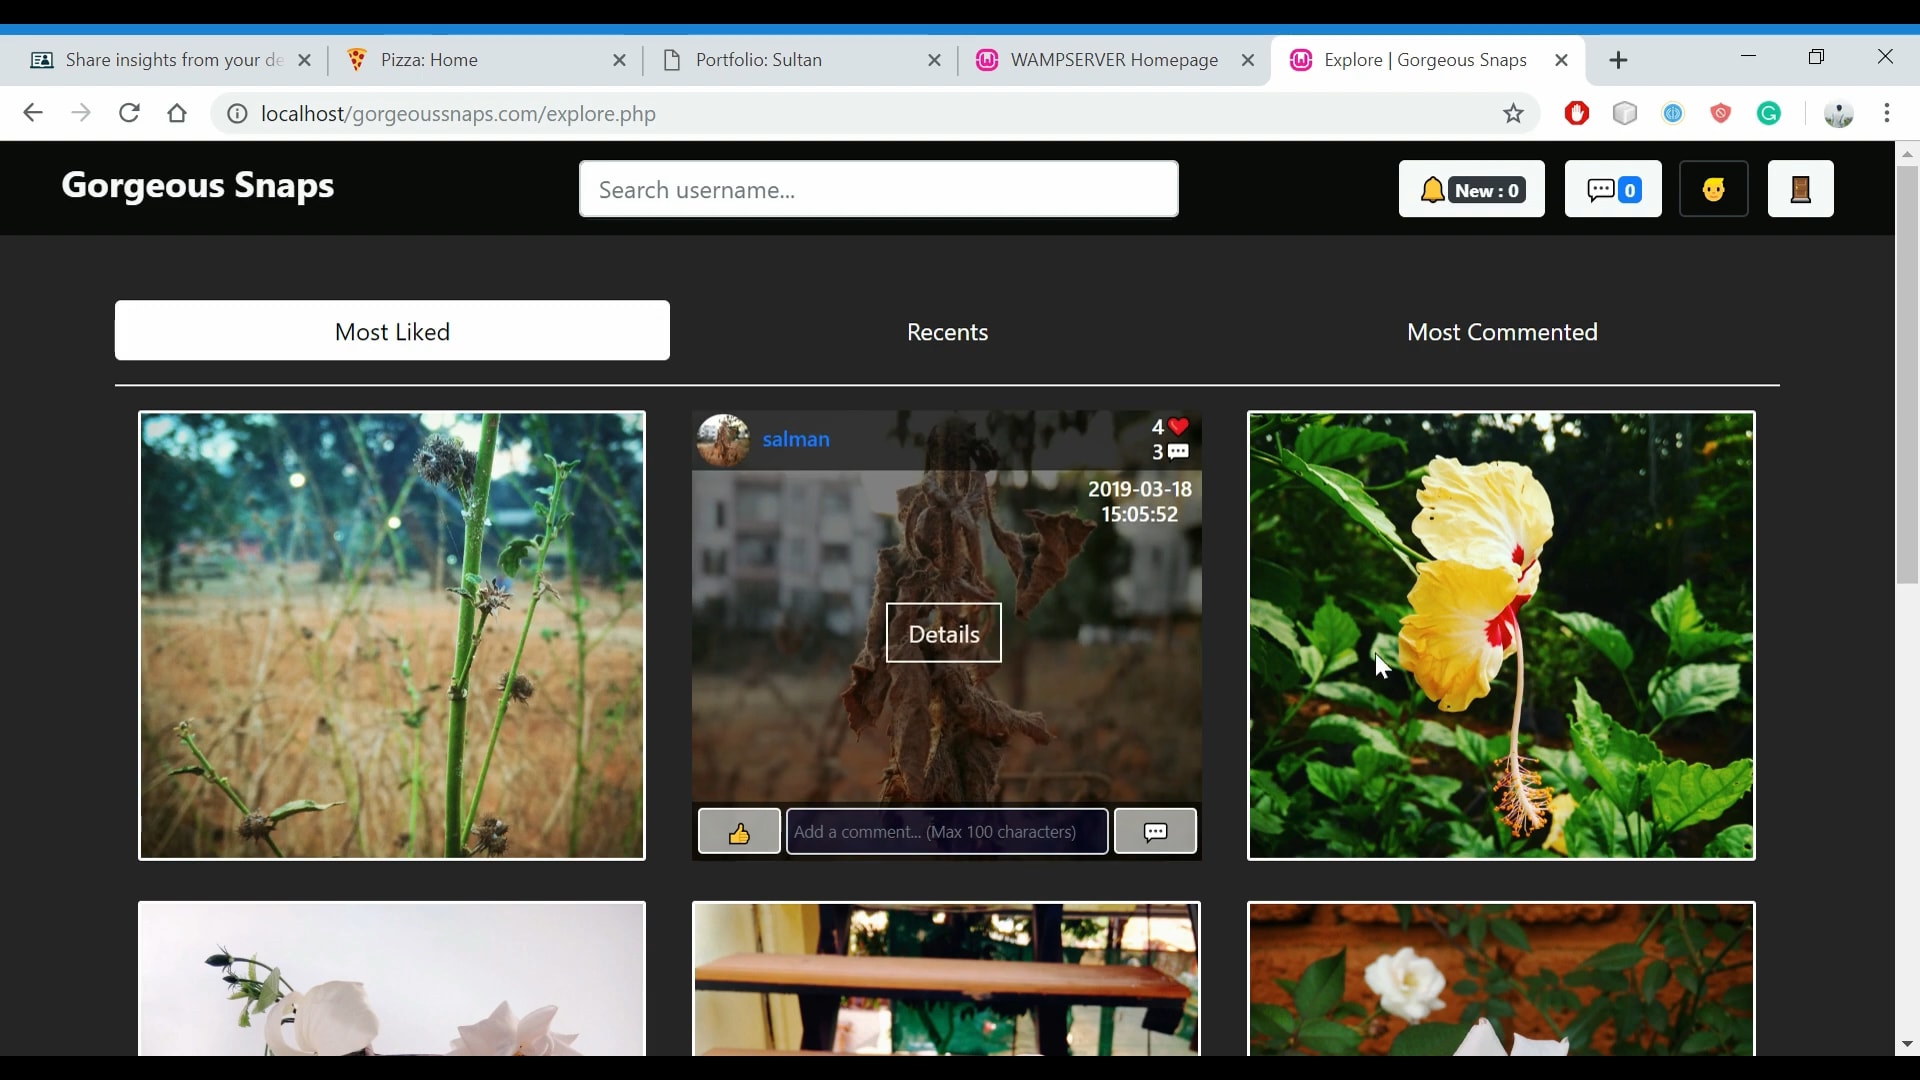 Share insights from your de
Pizza: Home
Portfolio: Sultan
WAMPSERVER Homepage
Explore | Gorgeous Snaps
localhost/gorgeoussnaps.com/explore.php
Gorgeous Snaps
Search username...
New : 0
0
Most Liked
Recents
Most Commented
salman
4
3
2019-03-18
15:05:52
Details
Add a comment... (Max 100 characters)